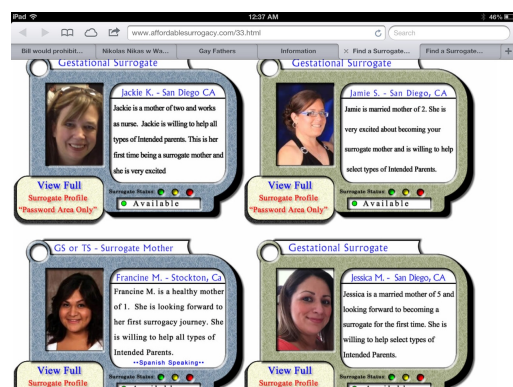 iPad
12:37 AM
46%
www.affordablesurrogacy.com/33.html
Search
Bill would prohibit...
Nikolas Nikas w Wa...
Gay Fathers
Information
Find a Surrogate...
Find a Surrogate...
Gestational Surrogate
Jackie K. - San Diego CA
Jackie is a mother of two and works
as nurse. Jackie is willing to help all
types of Intended parents. This is her
first time being a surrogate mother and
she is very excited
View Full
Surrogate Profile
"Password Area Only"
Surrogate Status:
Available
Gestational Surrogate
Jamie S. - San Diego CA
Jamie is married mother of 2. She is
very excited about becoming your
surrogate mother and is willing to help
select types of Intended Parents.
View Full
Surrogate Profile
"Password Area Only"
Surrogate Status:
Available
GS or TS - Surrogate Mother
Francine M. - Stockton, Ca
Francine M. is a healthy mother
of 1. She is looking forward to
her first surrogacy journey. She
is willing to help all types of
Intended Parents.
**Spanish Speaking**
View Full
Surrogate Profile
Surrogate Status:
Gestational Surrogate
Jessica M. - San Diego, CA
Jessica is a married mother of 5 and
looking forward to becoming a
surrogate for the first time. She is
willing to help select types of
Intended Parents.
View Full
Surrogate Profile
Surrogate Status: